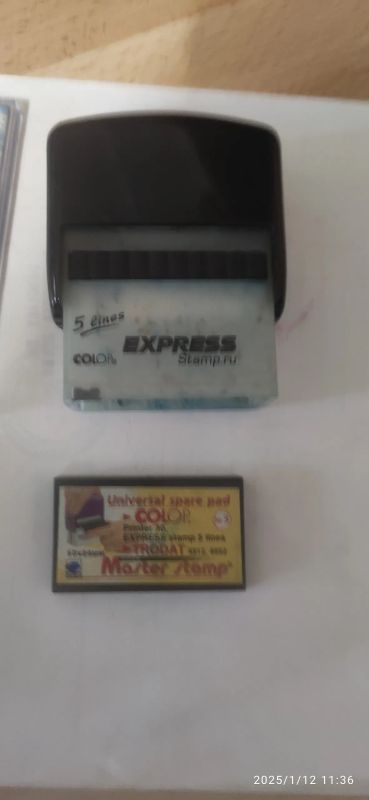 5 lines
COLOP
EXPRESS
Stamp.ru
Universal spare pad
COLOP
Printer 30,
EXPRESS stamp 5 lines
TRODAT
Master stamp
2025/1/12 11:36